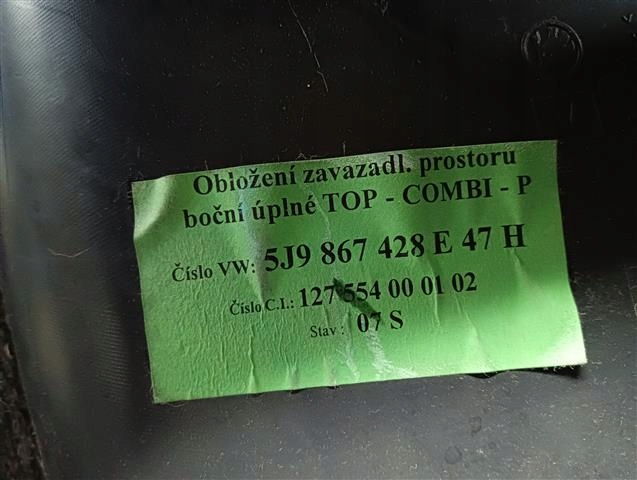 Obložení zavazadl. prostoru
boční úplné TOP - COMBI - P
Číslo VW: 5J9 867 428 E 47 H
Číslo C.I.: 127 554 00 01 02
Stav : 07 S